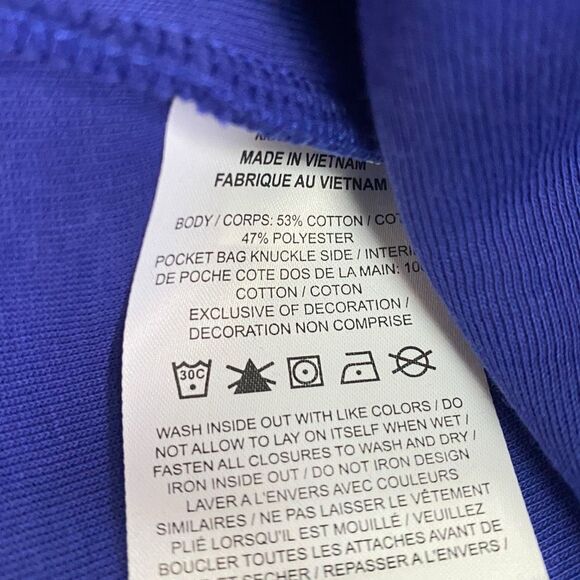 MADE IN VIETNAM
FABRIQUE AU VIETNAM
BODY / CORPS: 53% COTTON /
47% POLYESTER
POCKET BAG KNUCKLE SIDE /
DE POCHE COTE DOS DE LA MAIN:
COTTON / COTON
EXCLUSIVE OF DECORATION /
DECORATION NON COMPRISE
30C
WASH INSIDE OUT WITH LIKE COLORS / DO
NOT ALLOW TO LAY ON ITSELF WHEN WET /
FASTEN ALL CLOSURES TO WASH AND DRY /
IRON INSIDE OUT / DO NOT IRON DESIGN
LAVER A L'ENVERS AVEC COULEURS
SIMILAIRES / NE PAS LAISSER LE VÊTEMENT
PLIÉ LORSQU'IL EST MOUILLÉ / VEUILLEZ
BOUCLER TOUTES LES ATTACHES AVANT DE
ET SECHER / REPASSER A L'ENVERS /